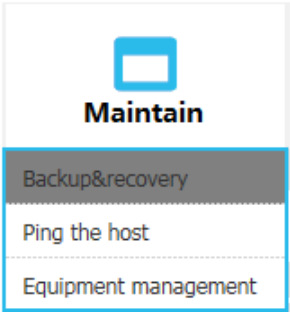 Maintain
Backup&recovery
Ping the host
Equipment management